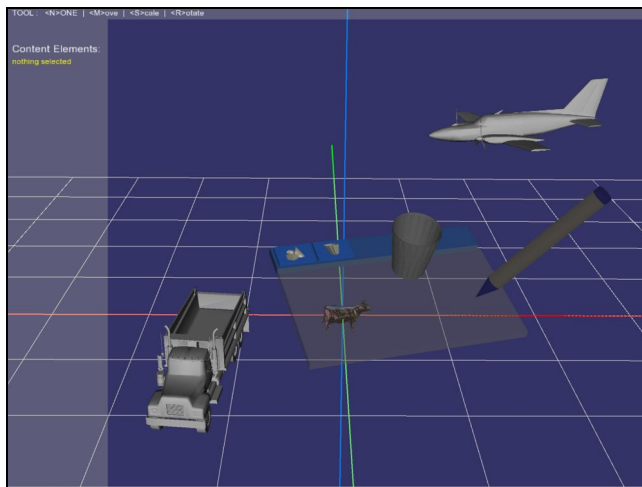 TOOL : <N>ONE | <M>ove | <S>cale | <R>otate
Content Elements:
nothing selected